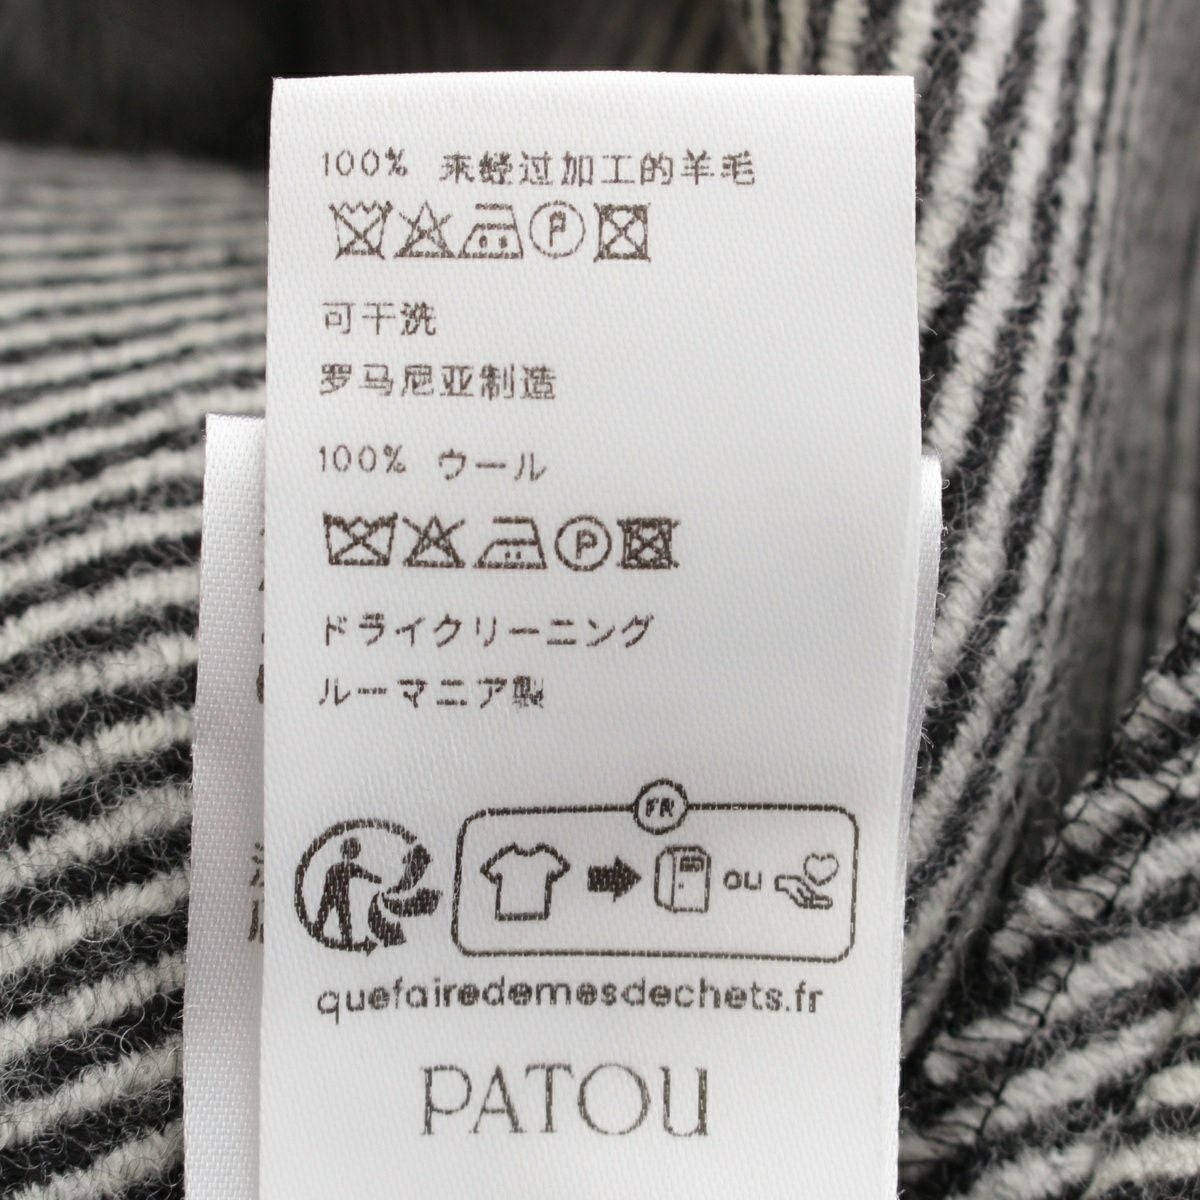 100% 未经过加工的羊毛
P
可干洗
罗马尼亚制造
100% ウール
P
ドライクリーニング
ルーマニア製
FR
ou
quefairedemesdechets.fr
PATOU